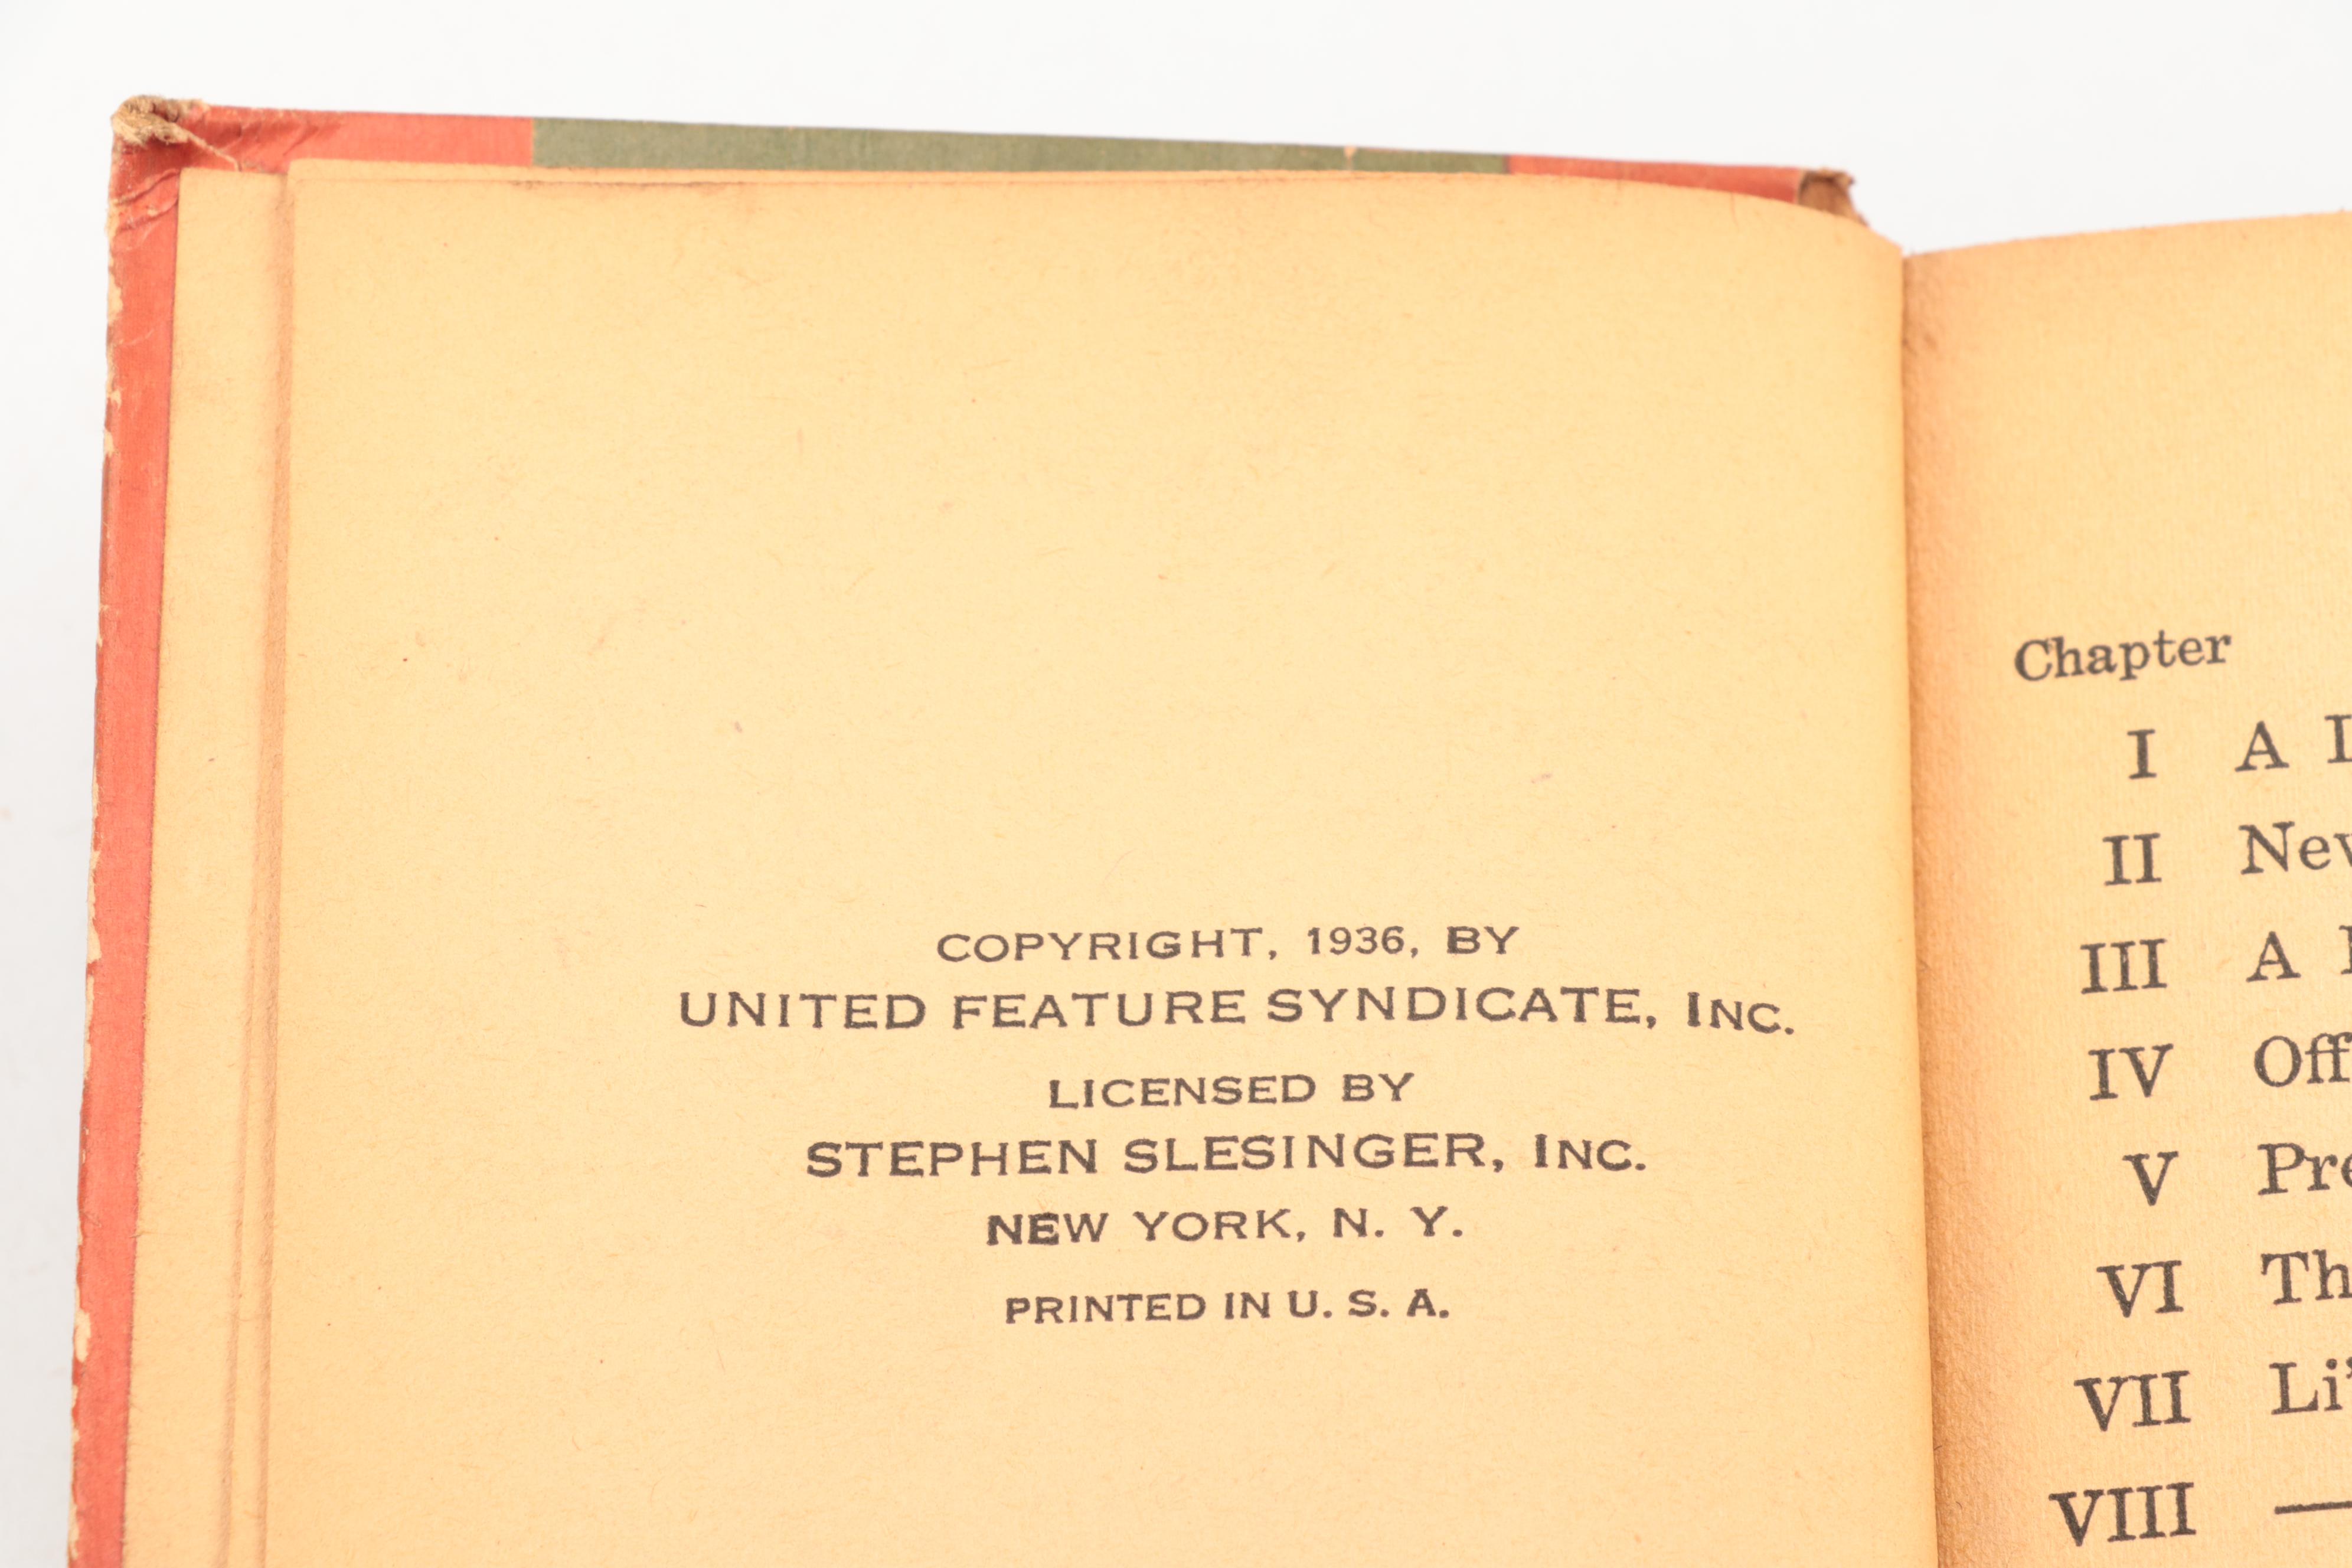 COPYRIGHT, 1936, BY
UNITED FEATURE SYNDICATE, INC.
LICENSED BY
STEPHEN SLESINGER, INC.
NEW YORK, N. Y.
PRINTED IN U. S. A.
Chapter
I A
II
III A
IV
V
VI
VII
VIII —